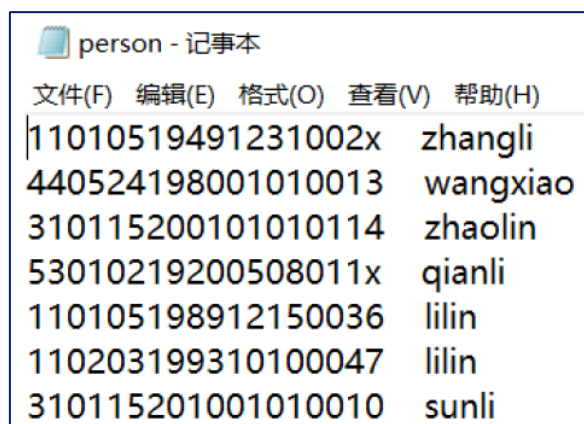 person - 记事本
文件(F) 编辑(E) 格式(O) 查看(V) 帮助(H)
11010519491231002x zhangli
440524198001010013 wangxiao
310115200101010114 zhaolin
53010219200508011x qianli
110105198912150036 lilin
110203199310100047 lilin
310115201001010010 sunli